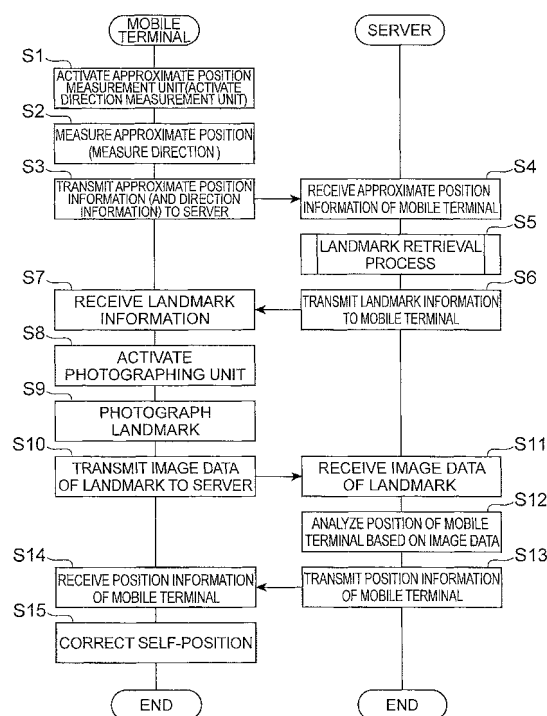 MOBILE
TERMINAL
SERVER
S1
ACTIVATE APPROXIMATE POSITION
MEASUREMENT UNIT(ACTIVATE
DIRECTION MEASUREMENT UNIT)
S2
MEASURE APPROXIMATE POSITION
(MEASURE DIRECTION)
S3
TRANSMIT APPROXIMATE POSITION
INFORMATION (AND DIRECTION
INFORMATION) TO SERVER
S4
RECEIVE APPROXIMATE POSITION
INFORMATION OF MOBILE TERMINAL
S5
LANDMARK RETRIEVAL
PROCESS
S6
TRANSMIT LANDMARK INFORMATION
TO MOBILE TERMINAL
S7
RECEIVE LANDMARK
INFORMATION
S8
ACTIVATE
PHOTOGRAPHING UNIT
S9
PHOTOGRAPH
LANDMARK
S10
TRANSMIT IMAGE DATA
OF LANDMARK TO SERVER
S11
RECEIVE IMAGE DATA
OF LANDMARK
S12
ANALYZE POSITION OF MOBILE
TERMINAL BASED ON IMAGE DATA
S13
TRANSMIT POSITION INFORMATION
OF MOBILE TERMINAL
S14
RECEIVE POSITION INFORMATION
OF MOBILE TERMINAL
S15
CORRECT SELF-POSITION
END
END